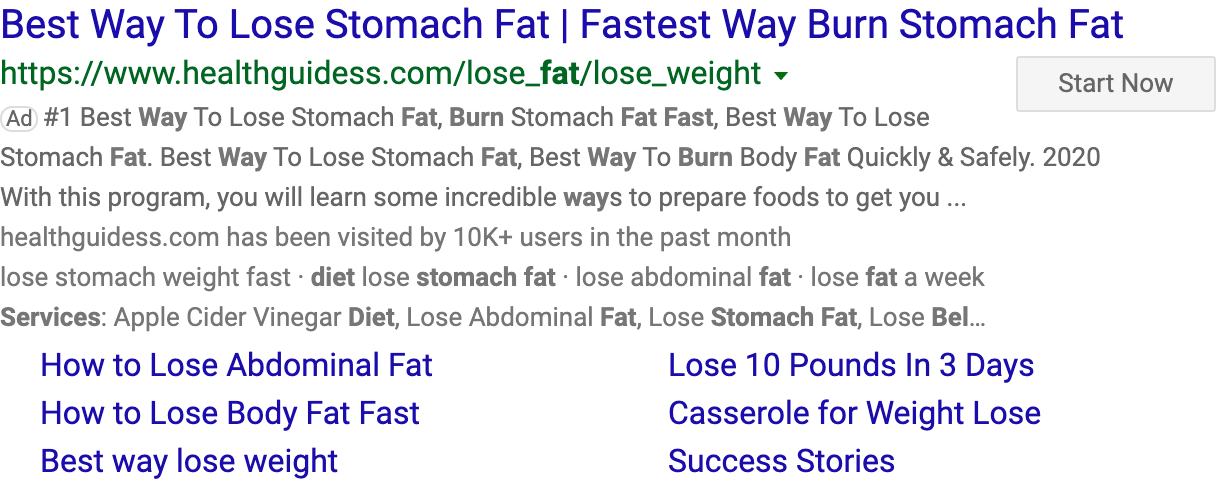 Best Way To Lose Stomach Fat | Fastest Way Burn Stomach Fat
https://www.healthguidess.com/lose_fat/lose_weight
Start Now
Ad #1 Best Way To Lose Stomach Fat, Burn Stomach Fat Fast, Best Way To Lose
Stomach Fat. Best Way To Lose Stomach Fat, Best Way To Burn Body Fat Quickly & Safely. 2020
With this program, you will learn some incredible ways to prepare foods to get you ...
healthguidess.com has been visited by 10K+ users in the past month
lose stomach weight fast · diet lose stomach fat · lose abdominal fat · lose fat a week
Services: Apple Cider Vinegar Diet, Lose Abdominal Fat, Lose Stomach Fat, Lose Bel…
How to Lose Abdominal Fat
Lose 10 Pounds In 3 Days
How to Lose Body Fat Fast
Casserole for Weight Lose
Best way lose weight
Success Stories